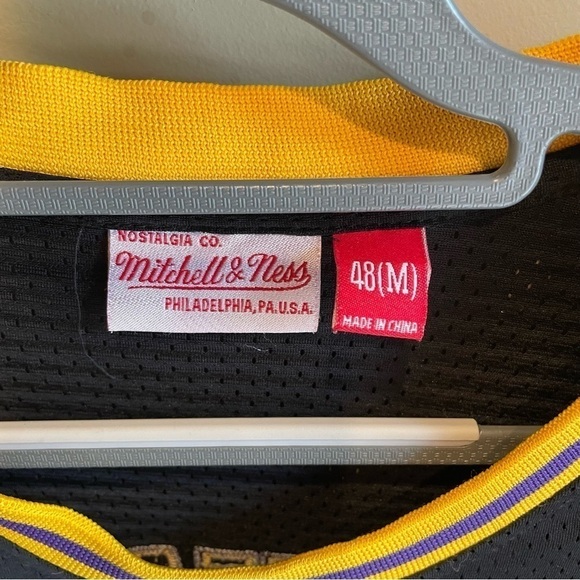 NOSTALGIA CO.
Mitchell & Ness
PHILADELPHIA, PA. U.S.A.
48(M)
MADE IN CHINA